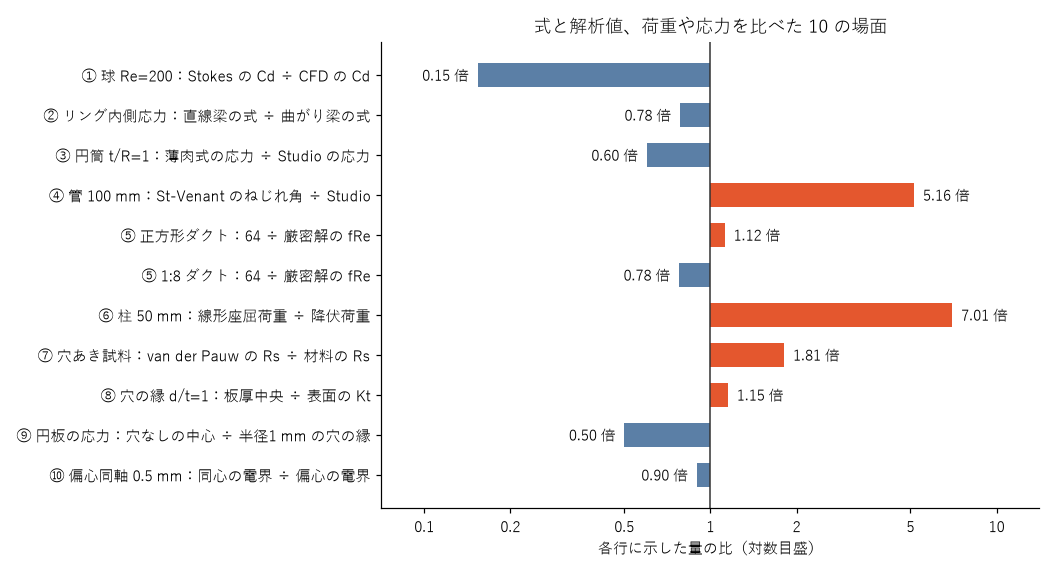 式と解析値、荷重や応力を比べた 10 の場面
① 球 Re=200：Stokes の Cd ÷ CFD の Cd
0.15 倍
② リング内側応力：直線梁の式 ÷ 曲がり梁の式
0.78 倍
③ 円筒 t/R=1：薄肉式の応力 ÷ Studio の応力
0.60 倍
④ 管 100 mm：St-Venant のねじれ角 ÷ Studio
5.16 倍
⑤ 正方形ダクト：64 ÷ 厳密解の fRe
1.12 倍
⑤ 1:8 ダクト：64 ÷ 厳密解の fRe
0.78 倍
⑥ 柱 50 mm：線形座屈荷重 ÷ 降伏荷重
7.01 倍
⑦ 穴あき試料：van der Pauw の Rs ÷ 材料の Rs
1.81 倍
⑧ 穴の縁 d/t=1：板厚中央 ÷ 表面の Kt
1.15 倍
⑨ 円板の応力：穴なしの中心 ÷ 半径1 mm の穴の縁
0.50 倍
⑩ 偏心同軸 0.5 mm：同心の電界 ÷ 偏心の電界
0.90 倍
0.1 0.2 0.5 1 2 5 10
各行に示した量の比（対数目盛）